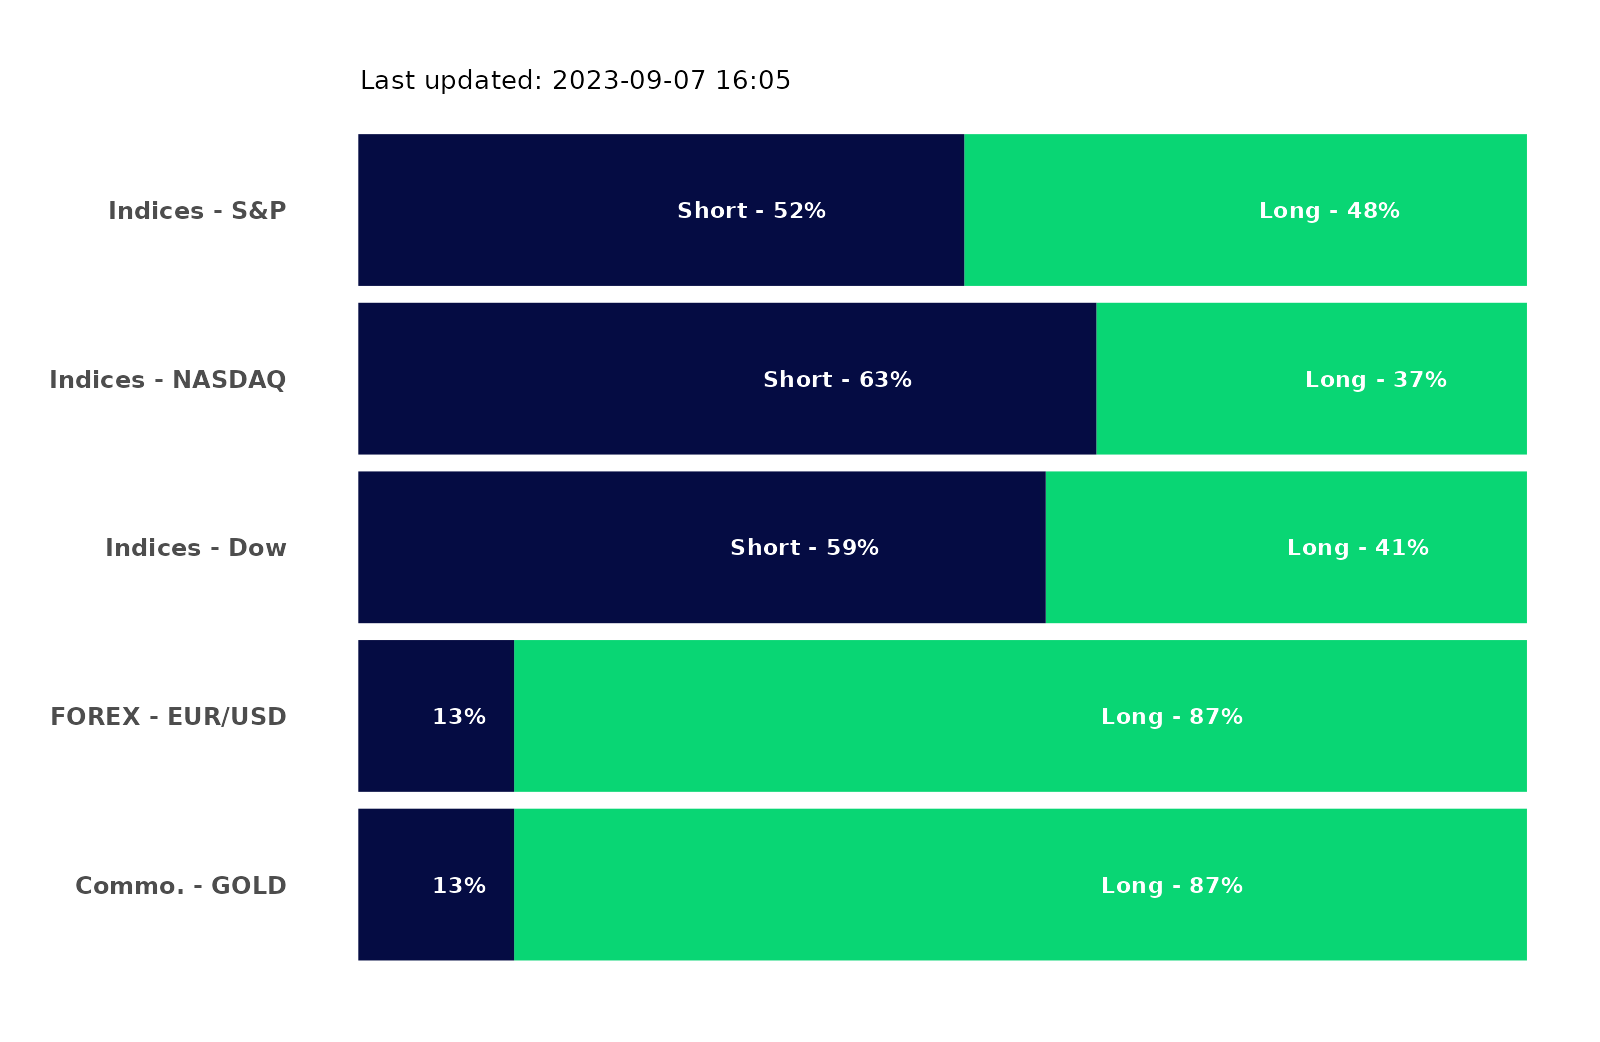 Last updated: 2023-09-07 16:05
Indices - S&P Short - 52% Long - 48%
Indices - NASDAQ Short - 63% Long - 37%
Indices - Dow Short - 59% Long - 41%
FOREX - EUR/USD 13% Long - 87%
Commo. - GOLD 13% Long - 87%